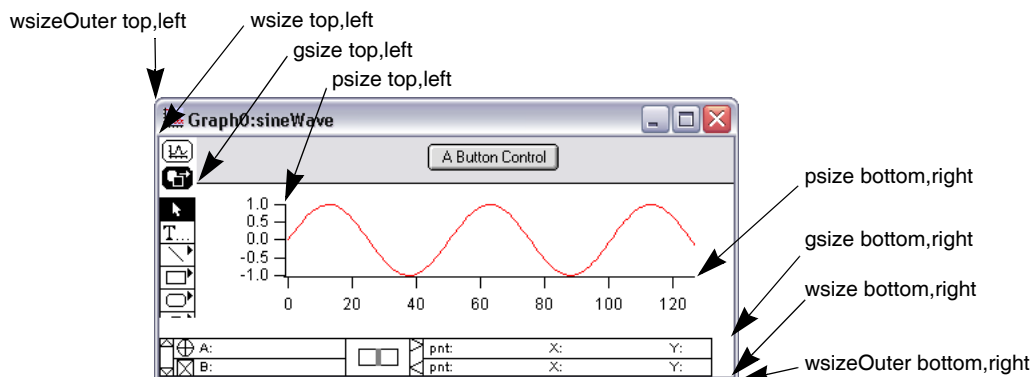 wsizeOuter top,left
wsize top,left
gsize top,left
psize top,left
Graph0:sineWave
A Button Control
T...
1.0
0.5
0.0
-0.5
-1.0
0 20 40 60 80 100 120
psize bottom,right
gsize bottom,right
wsize bottom,right
wsizeOuter bottom,right
A: pnt: X: Y:
B: pnt: X: Y: